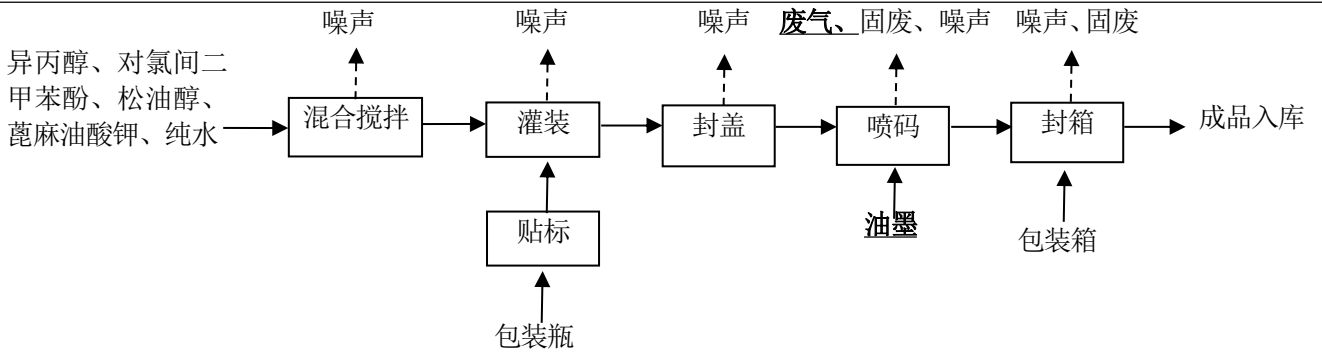 噪声
噪声
噪声
废气、固废、噪声
噪声、固废
异丙醇、对氯间二
甲苯酚、松油醇、
蓖麻油酸钾、纯水
混合搅拌
灌装
封盖
喷码
封箱
成品入库
贴标
油墨
包装箱
包装瓶